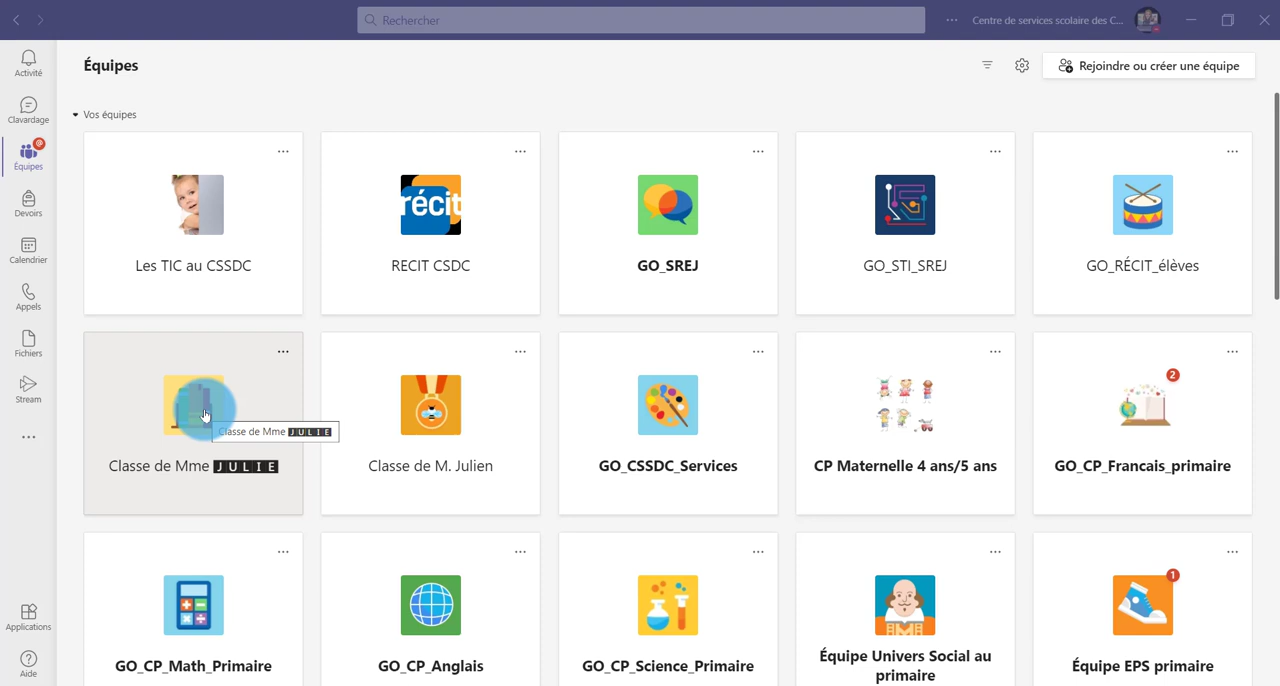 Rechercher
Centre de services scolaire des C...
Activité
Clavardage
Équipes
Devoirs
Calendrier
Appels
Fichiers
Stream
Applications
Aide
Équipes
Rejoindre ou créer une équipe
Vos équipes
récit
Les TIC au CSSDC
RECIT CSDC
GO_SREJ
GO_STI_SREJ
GO_RÉCIT_élèves
Classe de Mme JULIE
Classe de Mme JULIE
Classe de M. Julien
GO_CSSDC_Services
CP Maternelle 4 ans/5 ans
2
GO_CP_Francais_primaire
GO_CP_Math_Primaire
GO_CP_Anglais
GO_CP_Science_Primaire
Équipe Univers Social au
primaire
1
Équipe EPS primaire